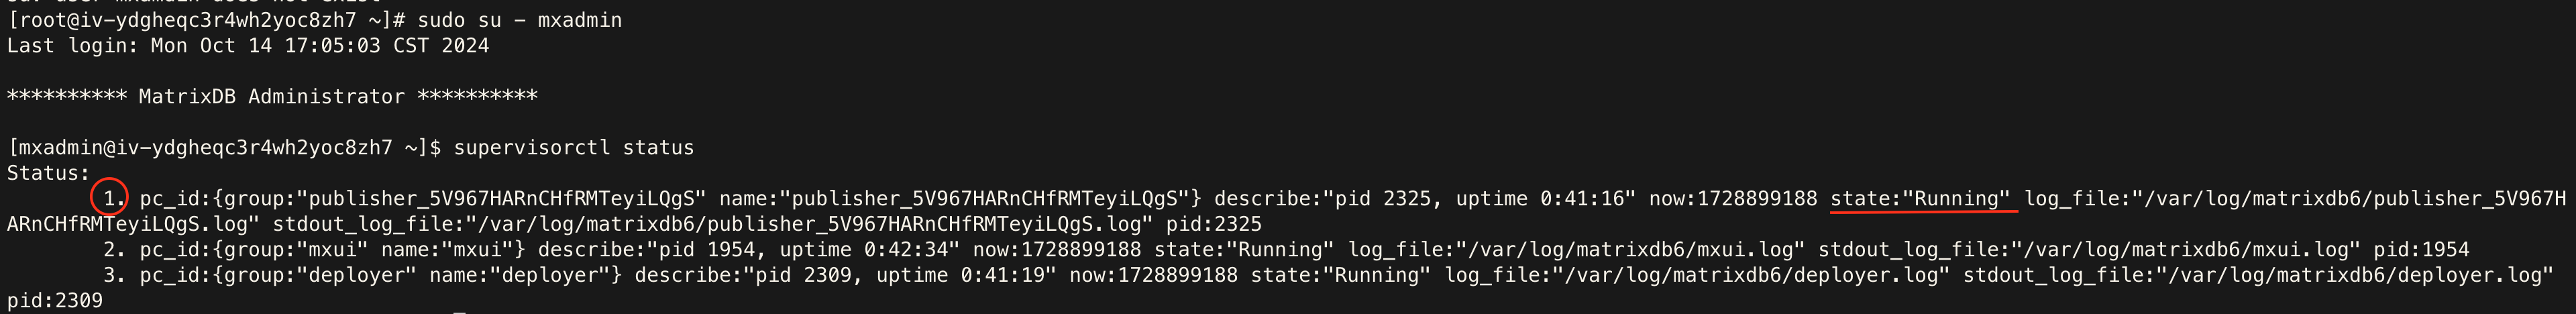 [root@iv-ydgheqc3r4wh2yoc8zh7 ~]# sudo su - mxadmin
Last login: Mon Oct 14 17:05:03 CST 2024
********** MatrixDB Administrator **********
[mxadmin@iv-ydgheqc3r4wh2yoc8zh7 ~]$ supervisorctl status
Status:
1. pc_id:{group:"publisher_5V967HARnCHfRMTeyiLQgS" name:"publisher_5V967HARnCHfRMTeyiLQgS"} describe:"pid 2325, uptime 0:41:16" now:1728899188 state:"Running" log_file:"/var/log/matrixdb6/publisher_5V967H
ARnCHfRMTeyiLQgS.log" stdout_log_file:"/var/log/matrixdb6/publisher_5V967HARnCHfRMTeyiLQgS.log" pid:2325
2. pc_id:{group:"mxui" name:"mxui"} describe:"pid 1954, uptime 0:42:34" now:1728899188 state:"Running" log_file:"/var/log/matrixdb6/mxui.log" stdout_log_file:"/var/log/matrixdb6/mxui.log" pid:1954
3. pc_id:{group:"deployer" name:"deployer"} describe:"pid 2309, uptime 0:41:19" now:1728899188 state:"Running" log_file:"/var/log/matrixdb6/deployer.log" stdout_log_file:"/var/log/matrixdb6/deployer.log"
pid:2309